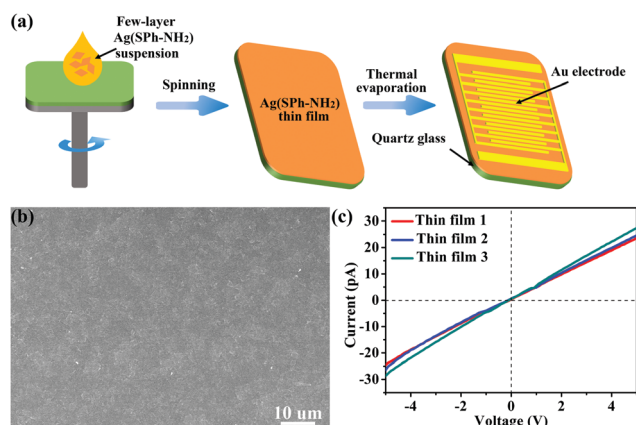 (a)
Few-layer
Ag(SPh-NH₂)
suspension
Spinning
Ag(SPh-NH₂)
thin film
Thermal
evaporation
Au electrode
Quartz glass
(b)
10 um
(c)
Thin film 1
Thin film 2
Thin film 3
Current (pA)
30
20
10
0
-10
-20
-30
-4 -2 0 2 4
Voltage (V)